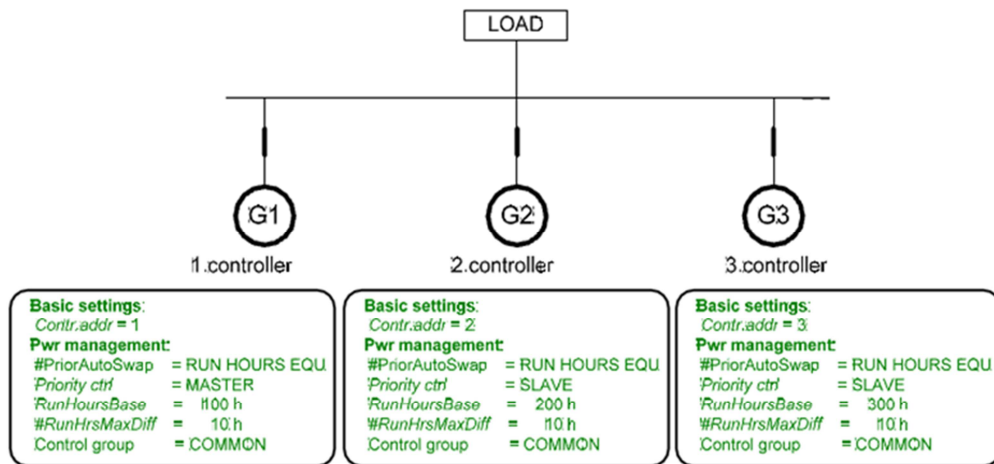 LOAD
G1
G2
G3
1.controller
2.controller
3.controller
Basic settings:
Contr.addr = 1
Pwr management:
#PriorAutoSwap = RUN HOURS EQU
Priority ctrl = MASTER
RunHoursBase = 100 h
#RunHrsMaxDiff = 10 h
Control group = COMMON
Basic settings:
Contr.addr = 2
Pwr management:
#PriorAutoSwap = RUN HOURS EQU
Priority ctrl = SLAVE
RunHoursBase = 200 h
#RunHrsMaxDiff = 10 h
Control group = COMMON
Basic settings:
Contr.addr = 3
Pwr management:
#PriorAutoSwap = RUN HOURS EQU
Priority ctrl = SLAVE
RunHoursBase = 300 h
#RunHrsMaxDiff = 10 h
Control group = COMMON